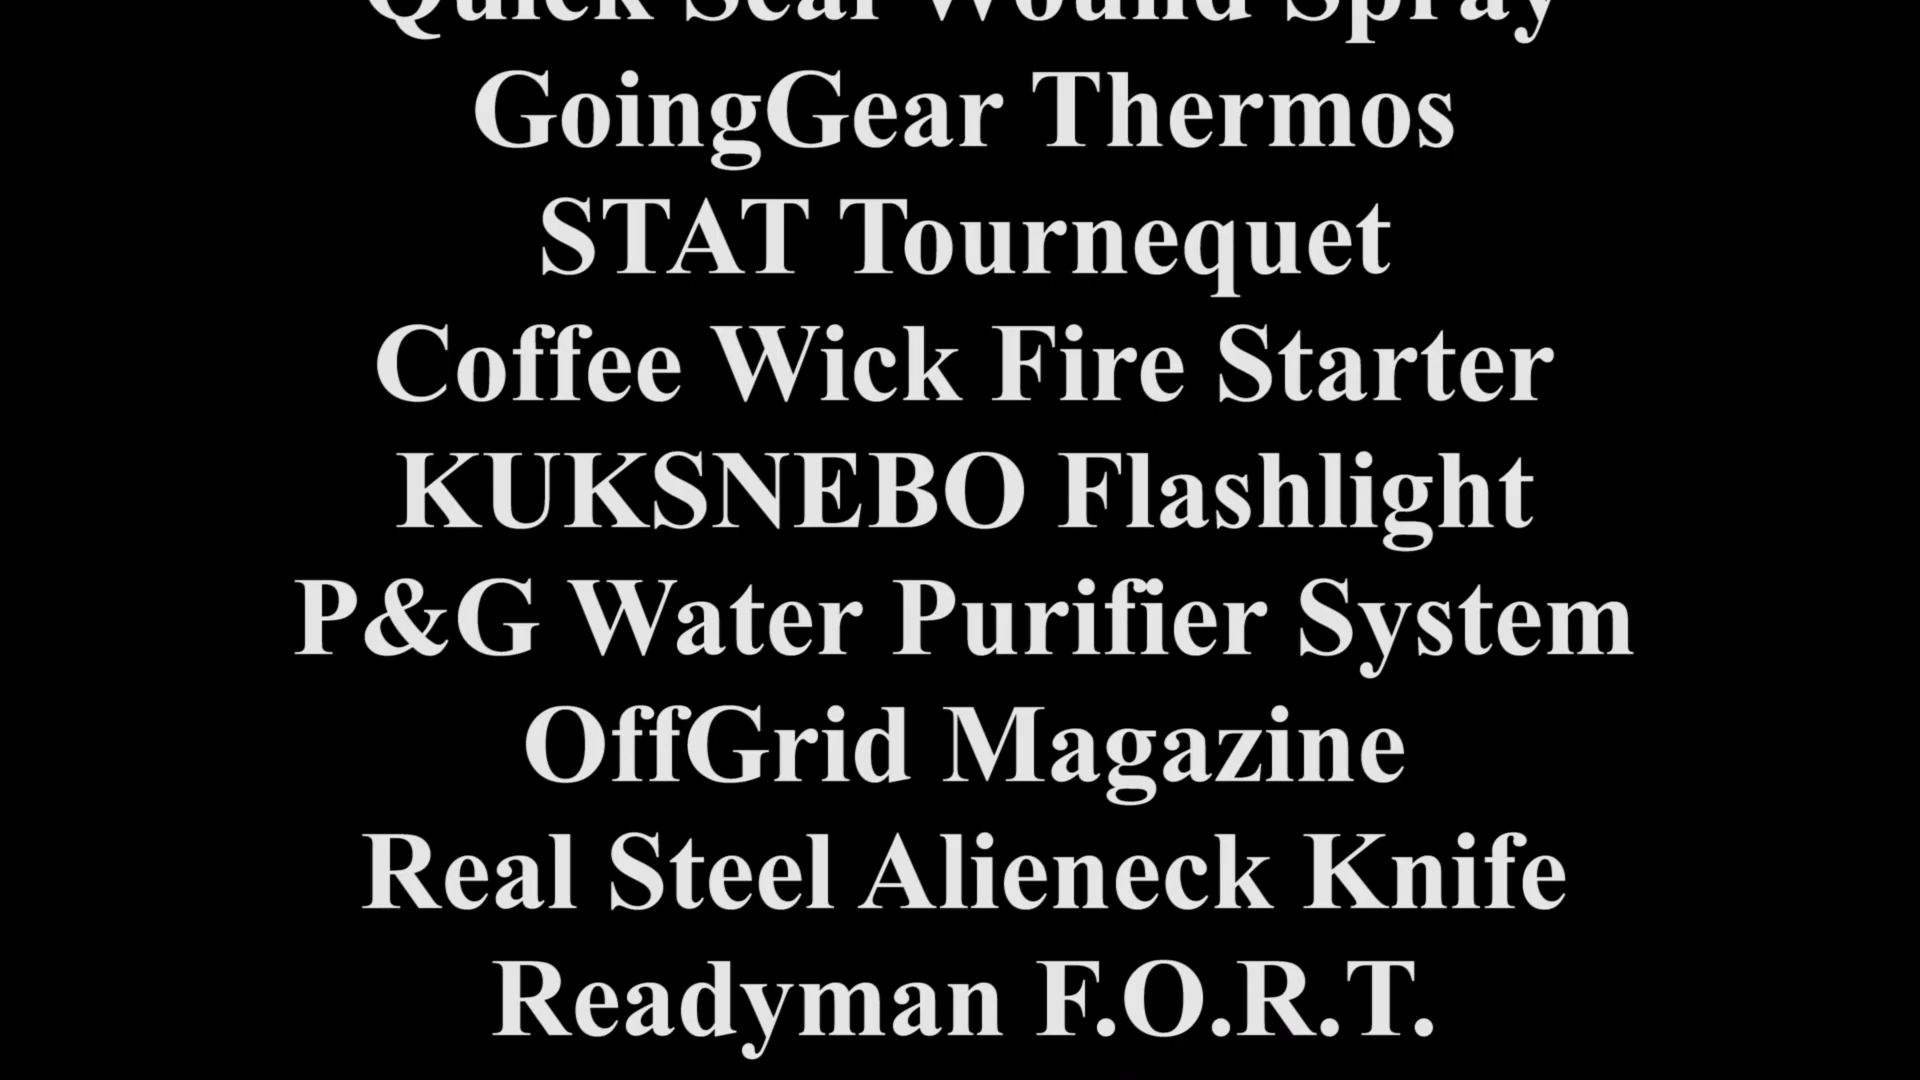 Quick Seal Wound Spray
GoingGear Thermos
STAT Tournequet
Coffee Wick Fire Starter
KUKSNEBO Flashlight
P&G Water Purifier System
OffGrid Magazine
Real Steel Alieneck Knife
Readyman F.O.R.T.